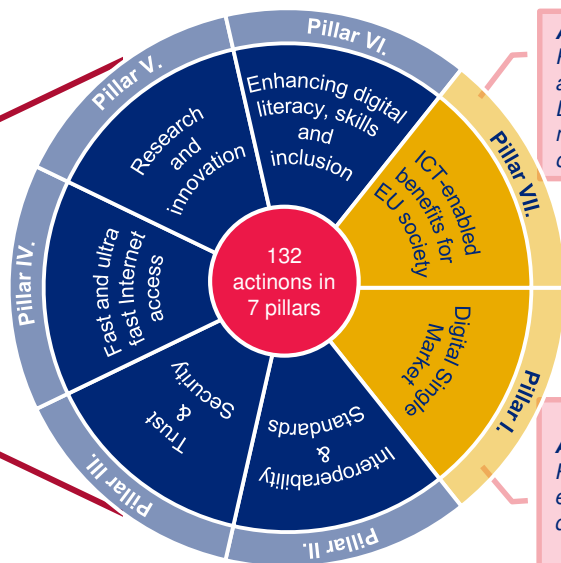 132
actinons in
7 pillars
Pillar I.
Digital Single
Market
Pillar II.
Interoperability
&
Standards
Pillar III.
Trust
&
Security
Pillar IV.
Fast and ultra
fast Internet
access
Pillar V.
Research
and
innovation
Pillar VI.
Enhancing digital
literacy, skills
and
inclusion
Pillar VII.
ICT-enabled
benefits for
EU society